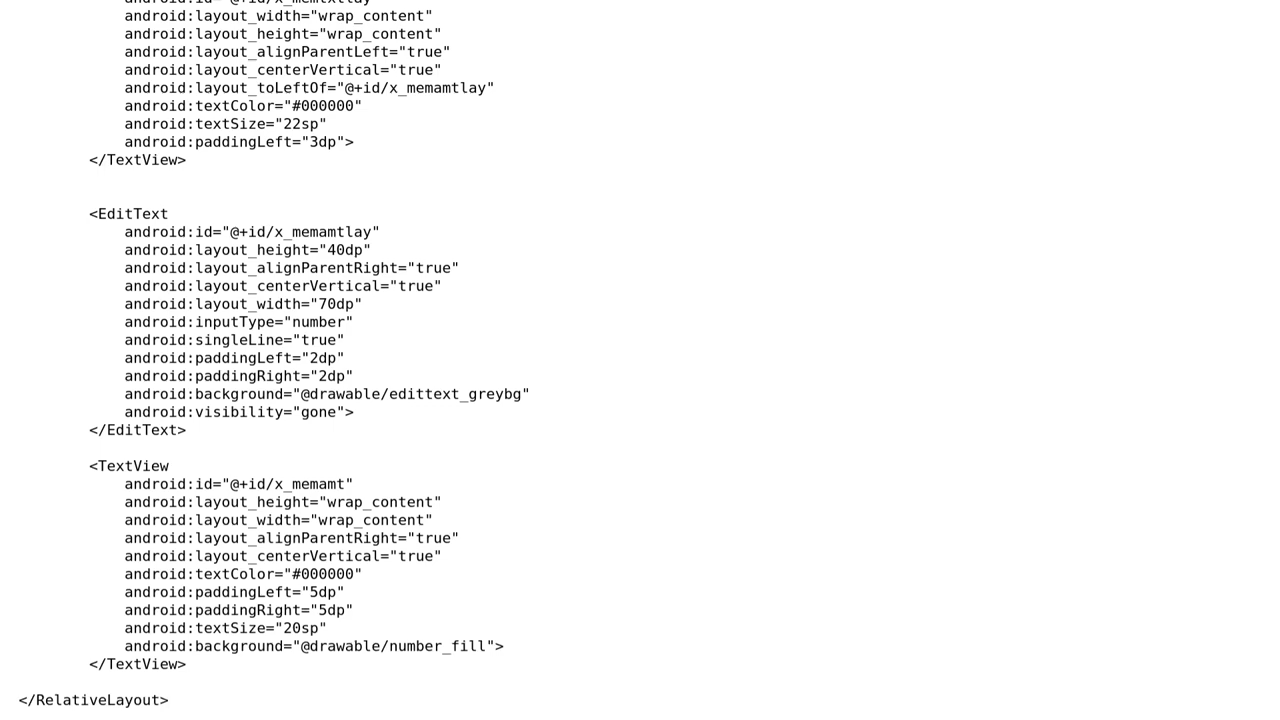 android:layout_width="wrap_content"
android:layout_height="wrap_content"
android:layout_alignParentLeft="true"
android:layout_centerVertical="true"
android:layout_toLeftOf="@+id/x_memamtlay"
android:textColor="#000000"
android:textSize="22sp"
android:paddingLeft="3dp">
</TextView>
<EditText
android:id="@+id/x_memamtlay"
android:layout_height="40dp"
android:layout_alignParentRight="true"
android:layout_centerVertical="true"
android:layout_width="70dp"
android:inputType="number"
android:singleLine="true"
android:paddingLeft="2dp"
android:paddingRight="2dp"
android:background="@drawable/edittext_greybg"
android:visibility="gone">
</EditText>
<TextView
android:id="@+id/x_memamt"
android:layout_height="wrap_content"
android:layout_width="wrap_content"
android:layout_alignParentRight="true"
android:layout_centerVertical="true"
android:textColor="#000000"
android:paddingLeft="5dp"
android:paddingRight="5dp"
android:textSize="20sp"
android:background="@drawable/number_fill">
</TextView>
</RelativeLayout>